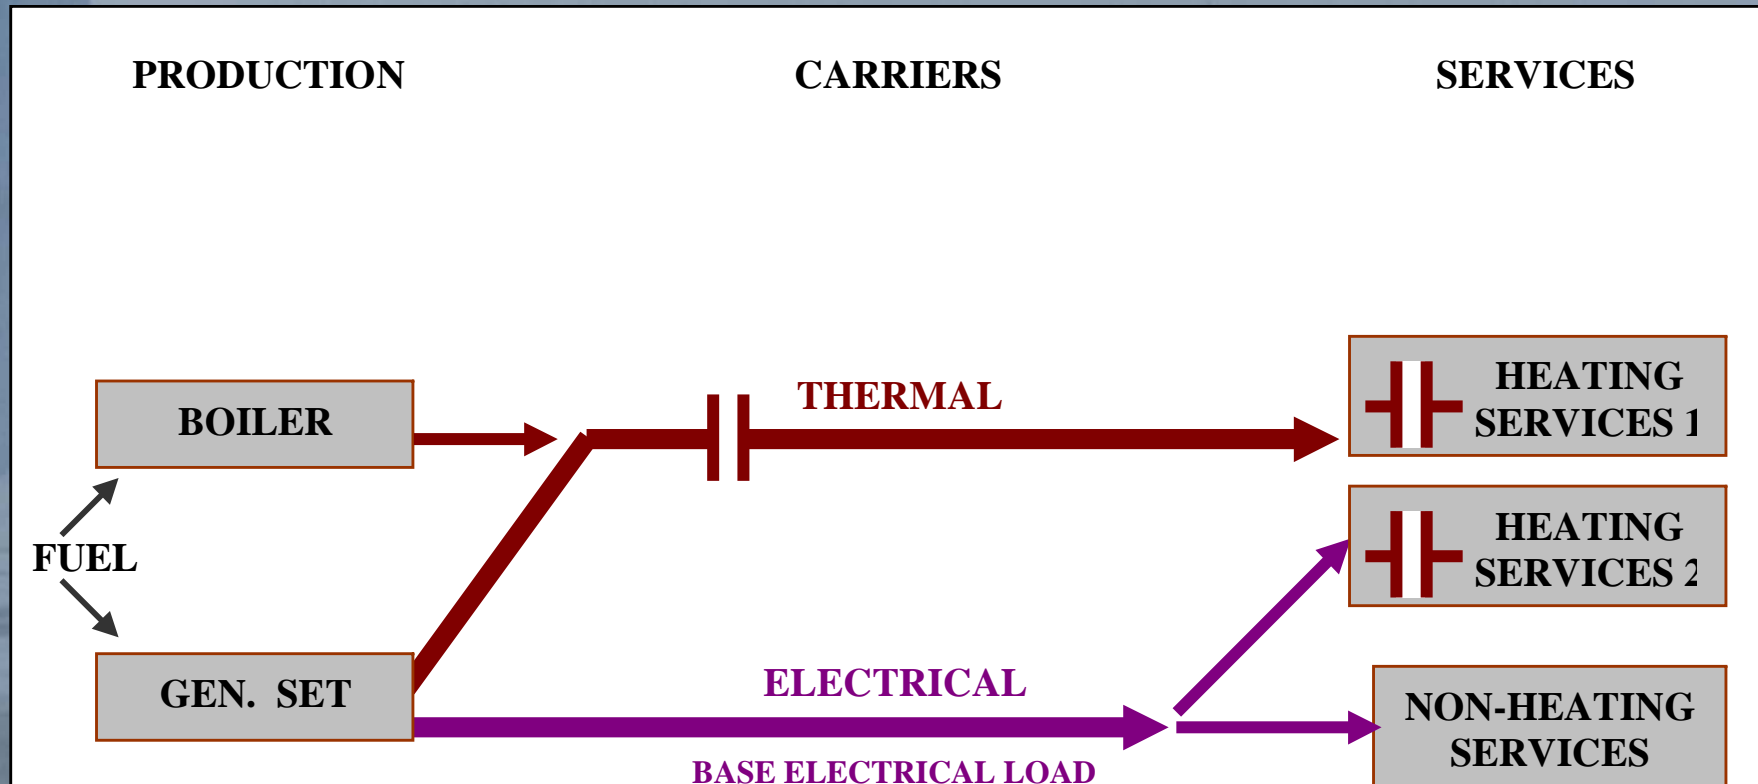 PRODUCTION CARRIERS SERVICES
THERMAL
HEATING
SERVICES 1
BOILER
HEATING
SERVICES 2
FUEL
GEN. SET
ELECTRICAL
NON-HEATING
SERVICES
BASE ELECTRICAL LOAD